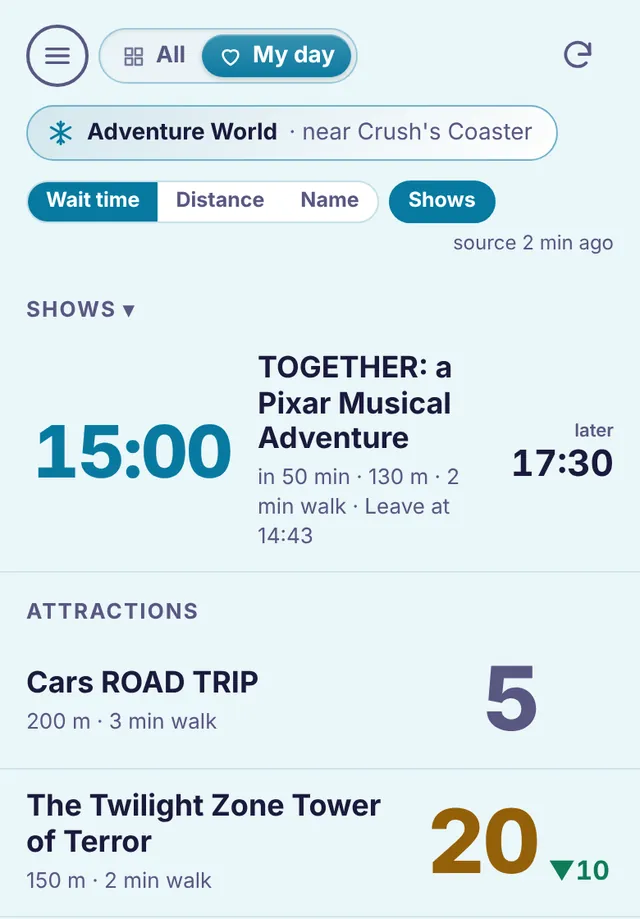 All
My day
Adventure World · near Crush's Coaster
Wait time
Distance
Name
Shows
source 2 min ago
SHOWS ▾
15:00
TOGETHER: a
Pixar Musical
Adventure
in 50 min · 130 m · 2
min walk · Leave at
14:43
later
17:30
ATTRACTIONS
Cars ROAD TRIP
200 m · 3 min walk
5
The Twilight Zone Tower
of Terror
150 m · 2 min walk
20
▼10